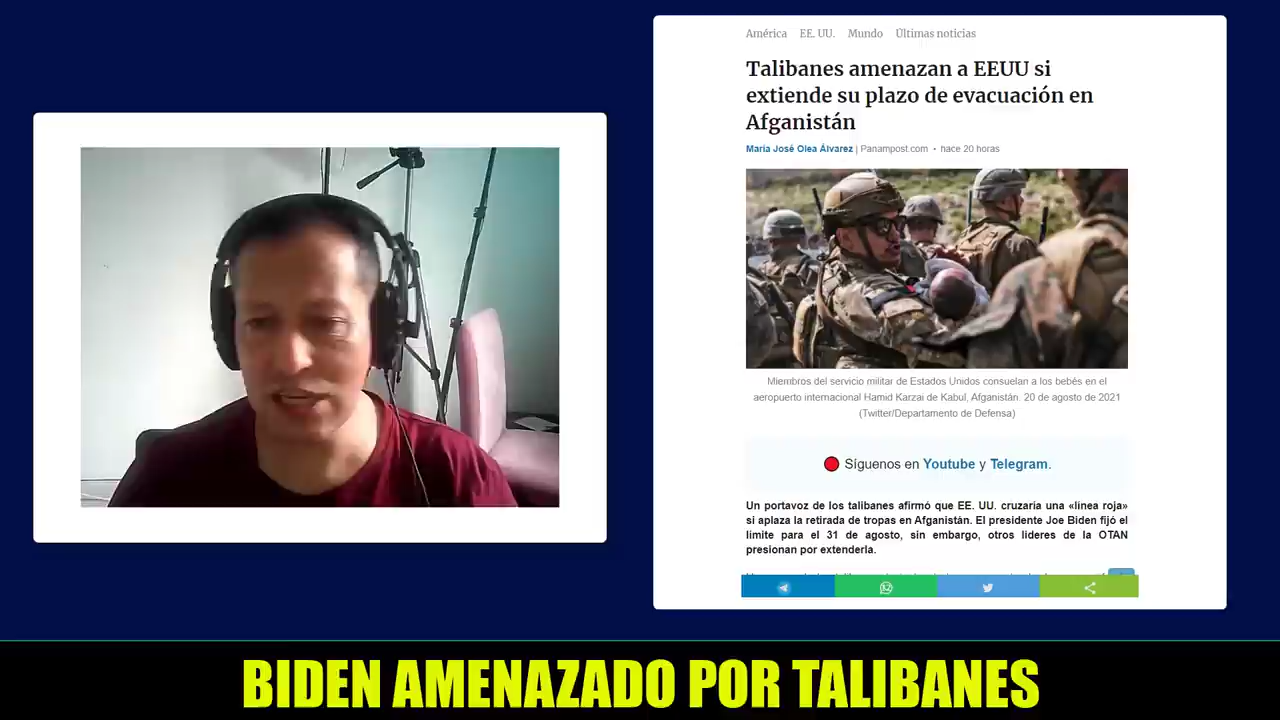 América EE. UU. Mundo Últimas noticias
Talibanes amenazan a EEUU si
extiende su plazo de evacuación en
Afganistán
María José Olea Álvarez | Panampost.com • hace 20 horas
Miembros del servicio militar de Estados Unidos consuelan a los bebés en el
aeropuerto internacional Hamid Karzai de Kabul, Afganistán. 20 de agosto de 2021
(Twitter/Departamento de Defensa)
Síguenos en Youtube y Telegram.
Un portavoz de los talibanes afirmó que EE. UU. cruzaría una «línea roja»
si aplaza la retirada de tropas en Afganistán. El presidente Joe Biden fijó el
límite para el 31 de agosto, sin embargo, otros líderes de la OTAN
presionan por extenderla.
BIDEN AMENAZADO POR TALIBANES